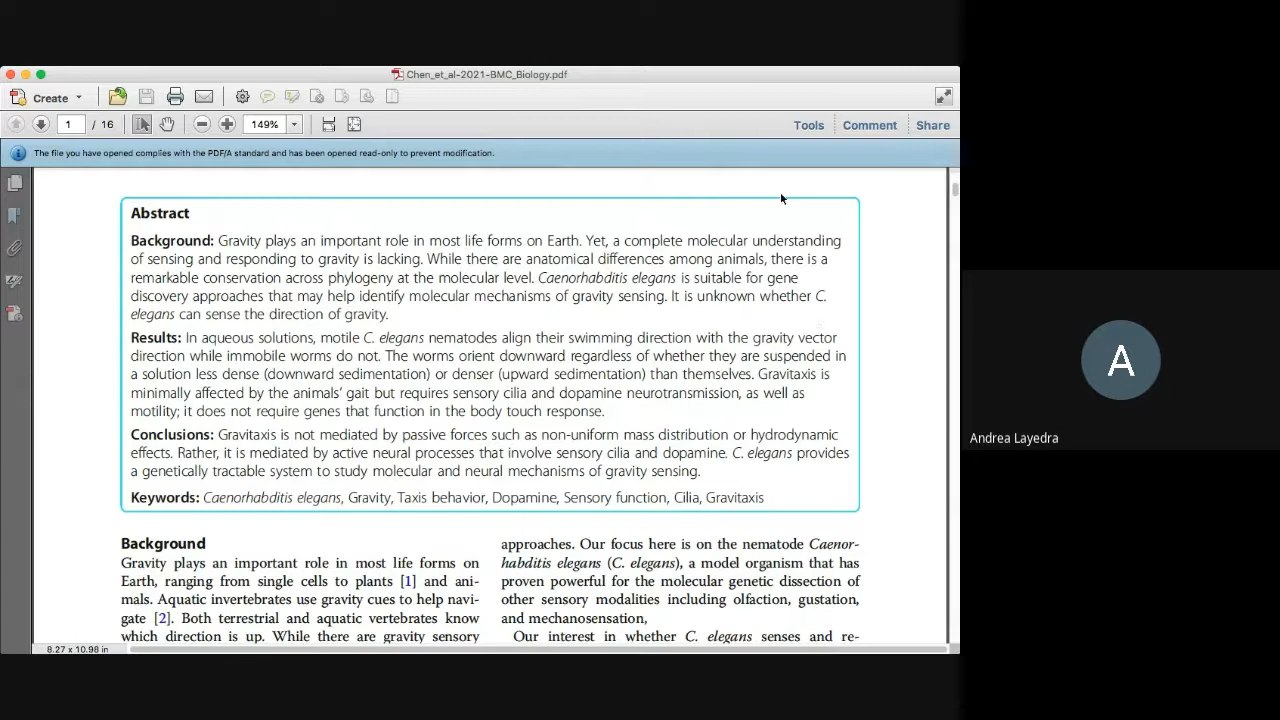 Chen_et_al-2021-BMC_Biology.pdf
Create
1 / 16
149%
Tools
Comment
Share
The file you have opened complies with the PDF/A standard and has been opened read-only to prevent modification.
Abstract
Background: Gravity plays an important role in most life forms on Earth. Yet, a complete molecular understanding
of sensing and responding to gravity is lacking. While there are anatomical differences among animals, there is a
remarkable conservation across phylogeny at the molecular level. Caenorhabditis elegans is suitable for gene
discovery approaches that may help identify molecular mechanisms of gravity sensing. It is unknown whether C.
elegans can sense the direction of gravity.
Results: In aqueous solutions, motile C. elegans nematodes align their swimming direction with the gravity vector
direction while immobile worms do not. The worms orient downward regardless of whether they are suspended in
a solution less dense (downward sedimentation) or denser (upward sedimentation) than themselves. Gravitaxis is
minimally affected by the animals' gait but requires sensory cilia and dopamine neurotransmission, as well as
motility; it does not require genes that function in the body touch response.
Conclusions: Gravitaxis is not mediated by passive forces such as non-uniform mass distribution or hydrodynamic
effects. Rather, it is mediated by active neural processes that involve sensory cilia and dopamine. C. elegans provides
a genetically tractable system to study molecular and neural mechanisms of gravity sensing.
Keywords: Caenorhabditis elegans, Gravity, Taxis behavior, Dopamine, Sensory function, Cilia, Gravitaxis
Background
Gravity plays an important role in most life forms on
Earth, ranging from single cells to plants [1] and ani-
mals. Aquatic invertebrates use gravity cues to help navi-
gate [2]. Both terrestrial and aquatic vertebrates know
which direction is up. While there are gravity sensory
approaches. Our focus here is on the nematode Caenor-
habditis elegans (C. elegans), a model organism that has
proven powerful for the molecular genetic dissection of
other sensory modalities including olfaction, gustation,
and mechanosensation,
Our interest in whether C. elegans senses and re-
8.27 x 10.98 in
A
Andrea Layedra